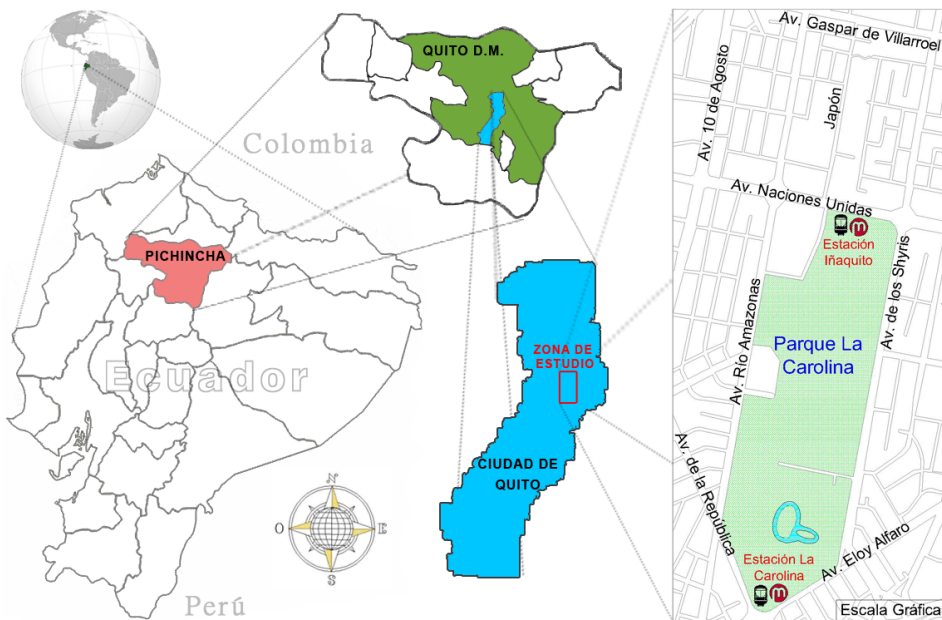 QUITO D.M.
Colombia
PICHINCHA
Ecuador
Perú
N
O
E
S
ZONA DE
ESTUDIO
CIUDAD DE
QUITO
Av. Gaspar de Villarroel
Av. 10 de Agosto
Japón
Av. Naciones Unidas
m
Estación
Iñaquito
Av. de los Shyris
Av. Río Amazonas
Parque La
Carolina
Av. de la República
Av. Eloy Alfaro
Estación La
Carolina
m
Escala Gráfica